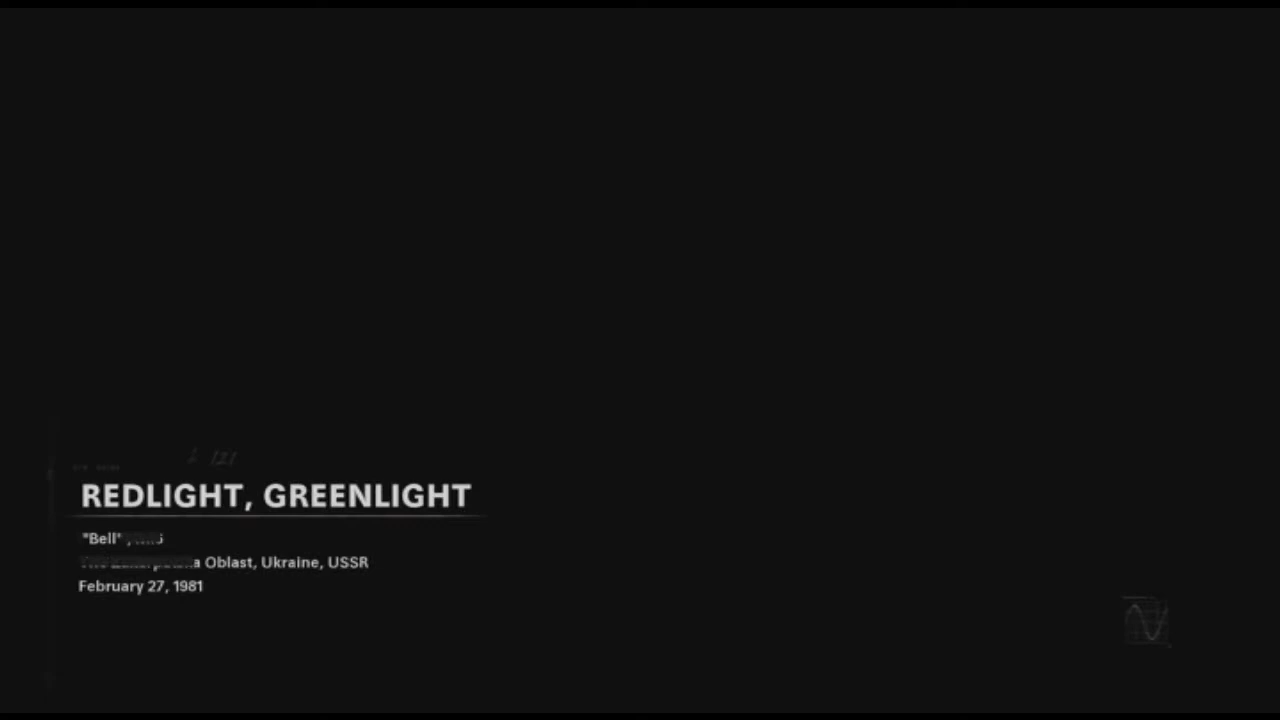 REDLIGHT, GREENLIGHT
"Bell" ,
Oblast, Ukraine, USSR
February 27, 1981